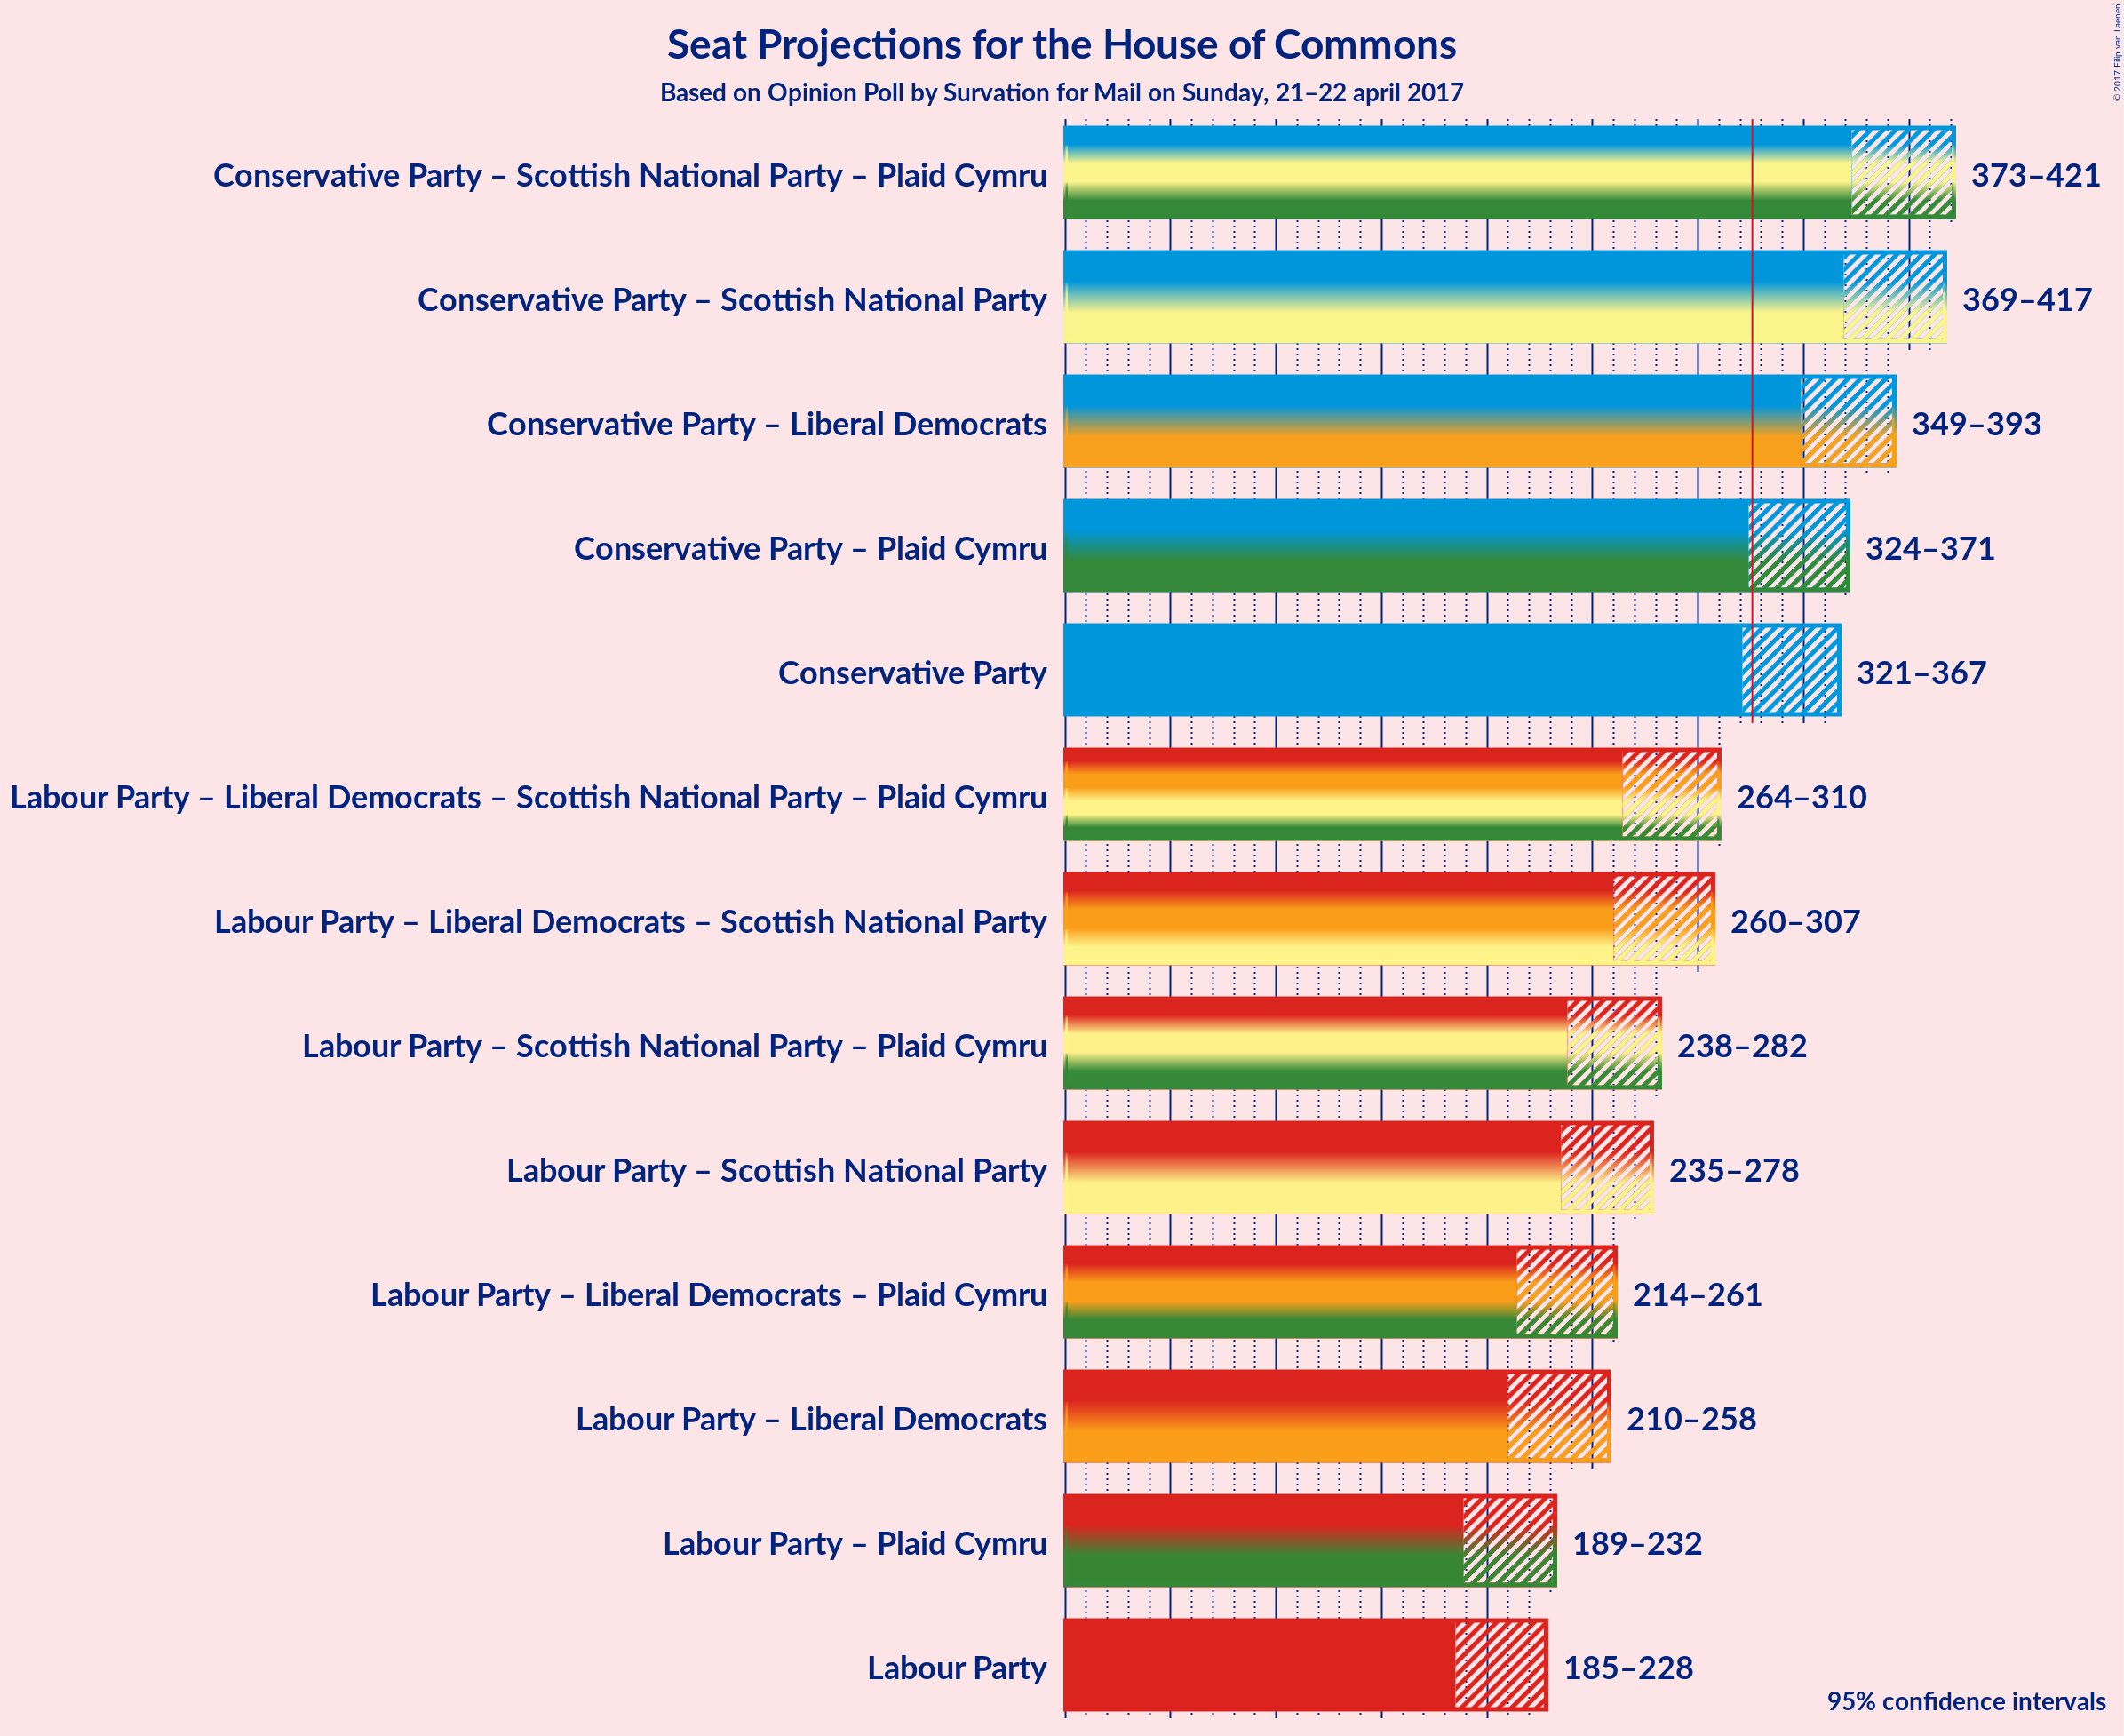 Seat Projections for the House of Commons
Based on Opinion Poll by Survation for Mail on Sunday, 21–22 april 2017
© 2017 Filip van Laenen
Conservative Party – Scottish National Party – Plaid Cymru 373–421
Conservative Party – Scottish National Party 369–417
Conservative Party – Liberal Democrats 349–393
Conservative Party – Plaid Cymru 324–371
Conservative Party 321–367
Labour Party – Liberal Democrats – Scottish National Party – Plaid Cymru 264–310
Labour Party – Liberal Democrats – Scottish National Party 260–307
Labour Party – Scottish National Party – Plaid Cymru 238–282
Labour Party – Scottish National Party 235–278
Labour Party – Liberal Democrats – Plaid Cymru 214–261
Labour Party – Liberal Democrats 210–258
Labour Party – Plaid Cymru 189–232
Labour Party 185–228
95% confidence intervals